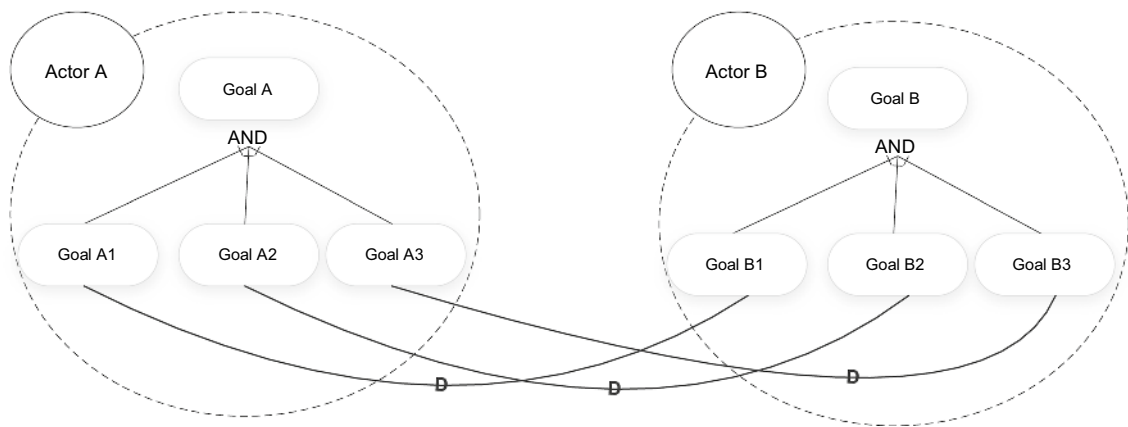 Actor A
Goal A
AND
Goal A1
Goal A2
Goal A3
Actor B
Goal B
AND
Goal B1
Goal B2
Goal B3
D
D
D